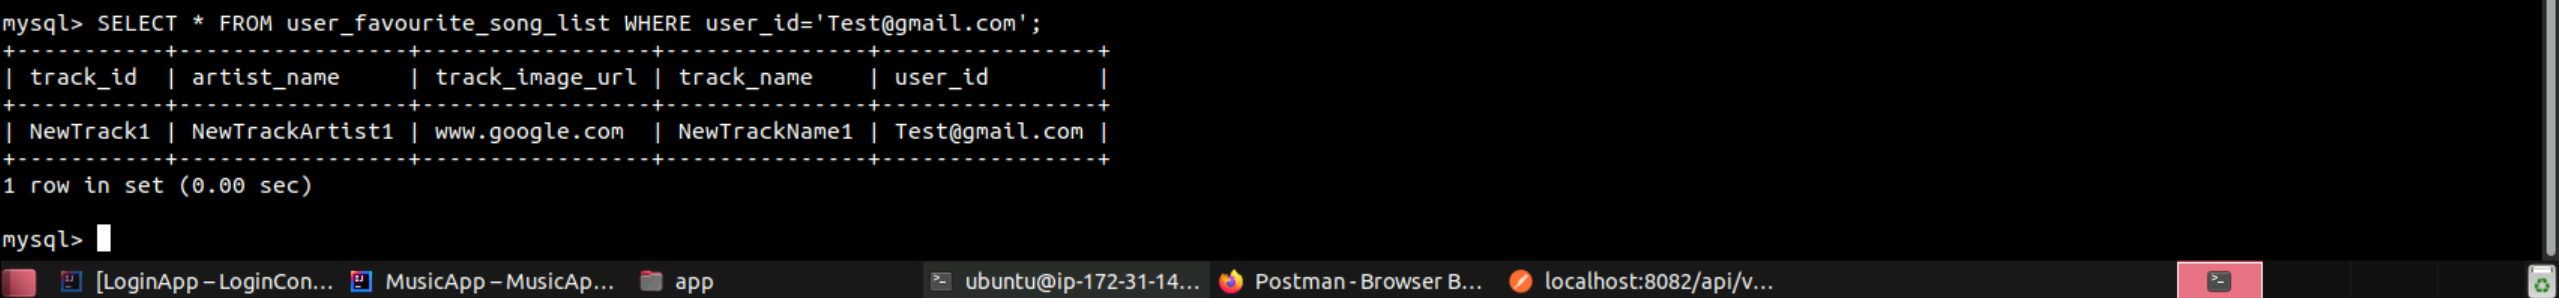 mysql> SELECT * FROM user_favourite_song_list WHERE user_id='Test@gmail.com';
+-----------+-----------------+-----------------+---------------+----------------+
| track_id  | artist_name     | track_image_url | track_name    | user_id        |
+-----------+-----------------+-----------------+---------------+----------------+
| NewTrack1 | NewTrackArtist1 | www.google.com  | NewTrackName1 | Test@gmail.com |
+-----------+-----------------+-----------------+---------------+----------------+
1 row in set (0.00 sec)
mysql>
[LoginApp – LoginCon... MusicApp – MusicAp... app ubuntu@ip-172-31-14... Postman - Browser B... localhost:8082/api/v...